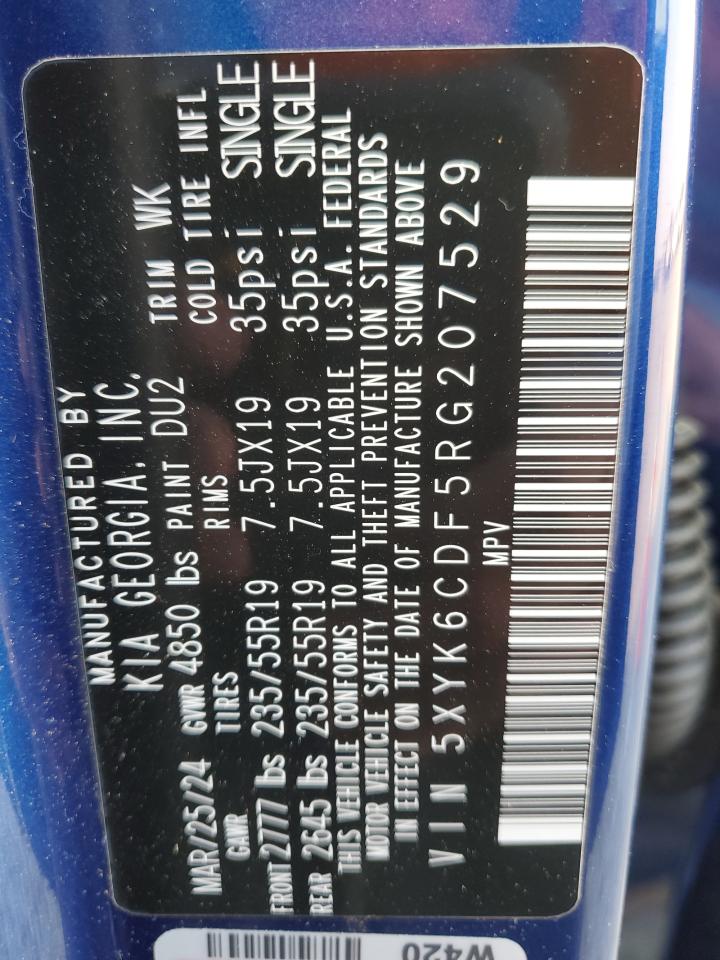 MANUFACTURED BY
KIA GEORGIA, INC.
MAR/25/24 GVWR 4850 lbs PAINT DU2 TRIM WK
GAWR TIRES RIMS COLD TIRE INFL
FRONT 2777 lbs 235/55R19 7.5JX19 35psi SINGLE
REAR 2645 lbs 235/55R19 7.5JX19 35psi SINGLE
THIS VEHICLE CONFORMS TO ALL APPLICABLE U.S.A. FEDERAL
MOTOR VEHICLE SAFETY AND THEFT PREVENTION STANDARDS
IN EFFECT ON THE DATE OF MANUFACTURE SHOWN ABOVE
VIN 5XYK6CDF5RG207529
MPV
W420